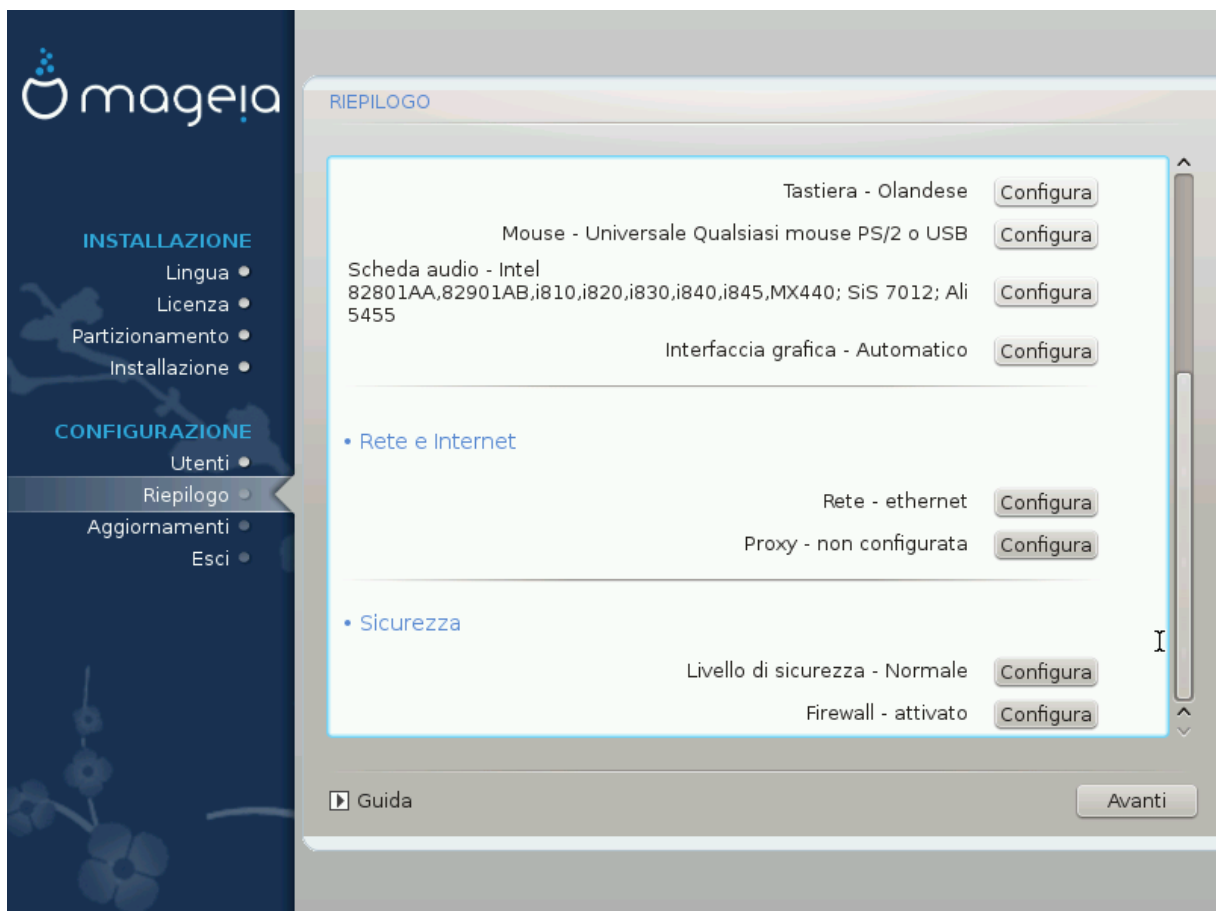 mageia
INSTALLAZIONE
Lingua
Licenza
Partizionamento
Installazione
CONFIGURAZIONE
Utenti
Riepilogo
Aggiornamenti
Esci
RIEPILOGO
Tastiera - Olandese Configura
Mouse - Universale Qualsiasi mouse PS/2 o USB Configura
Scheda audio - Intel
82801AA,82901AB,i810,i820,i830,i840,i845,MX440; SiS 7012; Ali Configura
5455
Interfaccia grafica - Automatico Configura
• Rete e Internet
Rete - ethernet Configura
Proxy - non configurata Configura
• Sicurezza
Livello di sicurezza - Normale Configura
Firewall - attivato Configura
Guida
Avanti